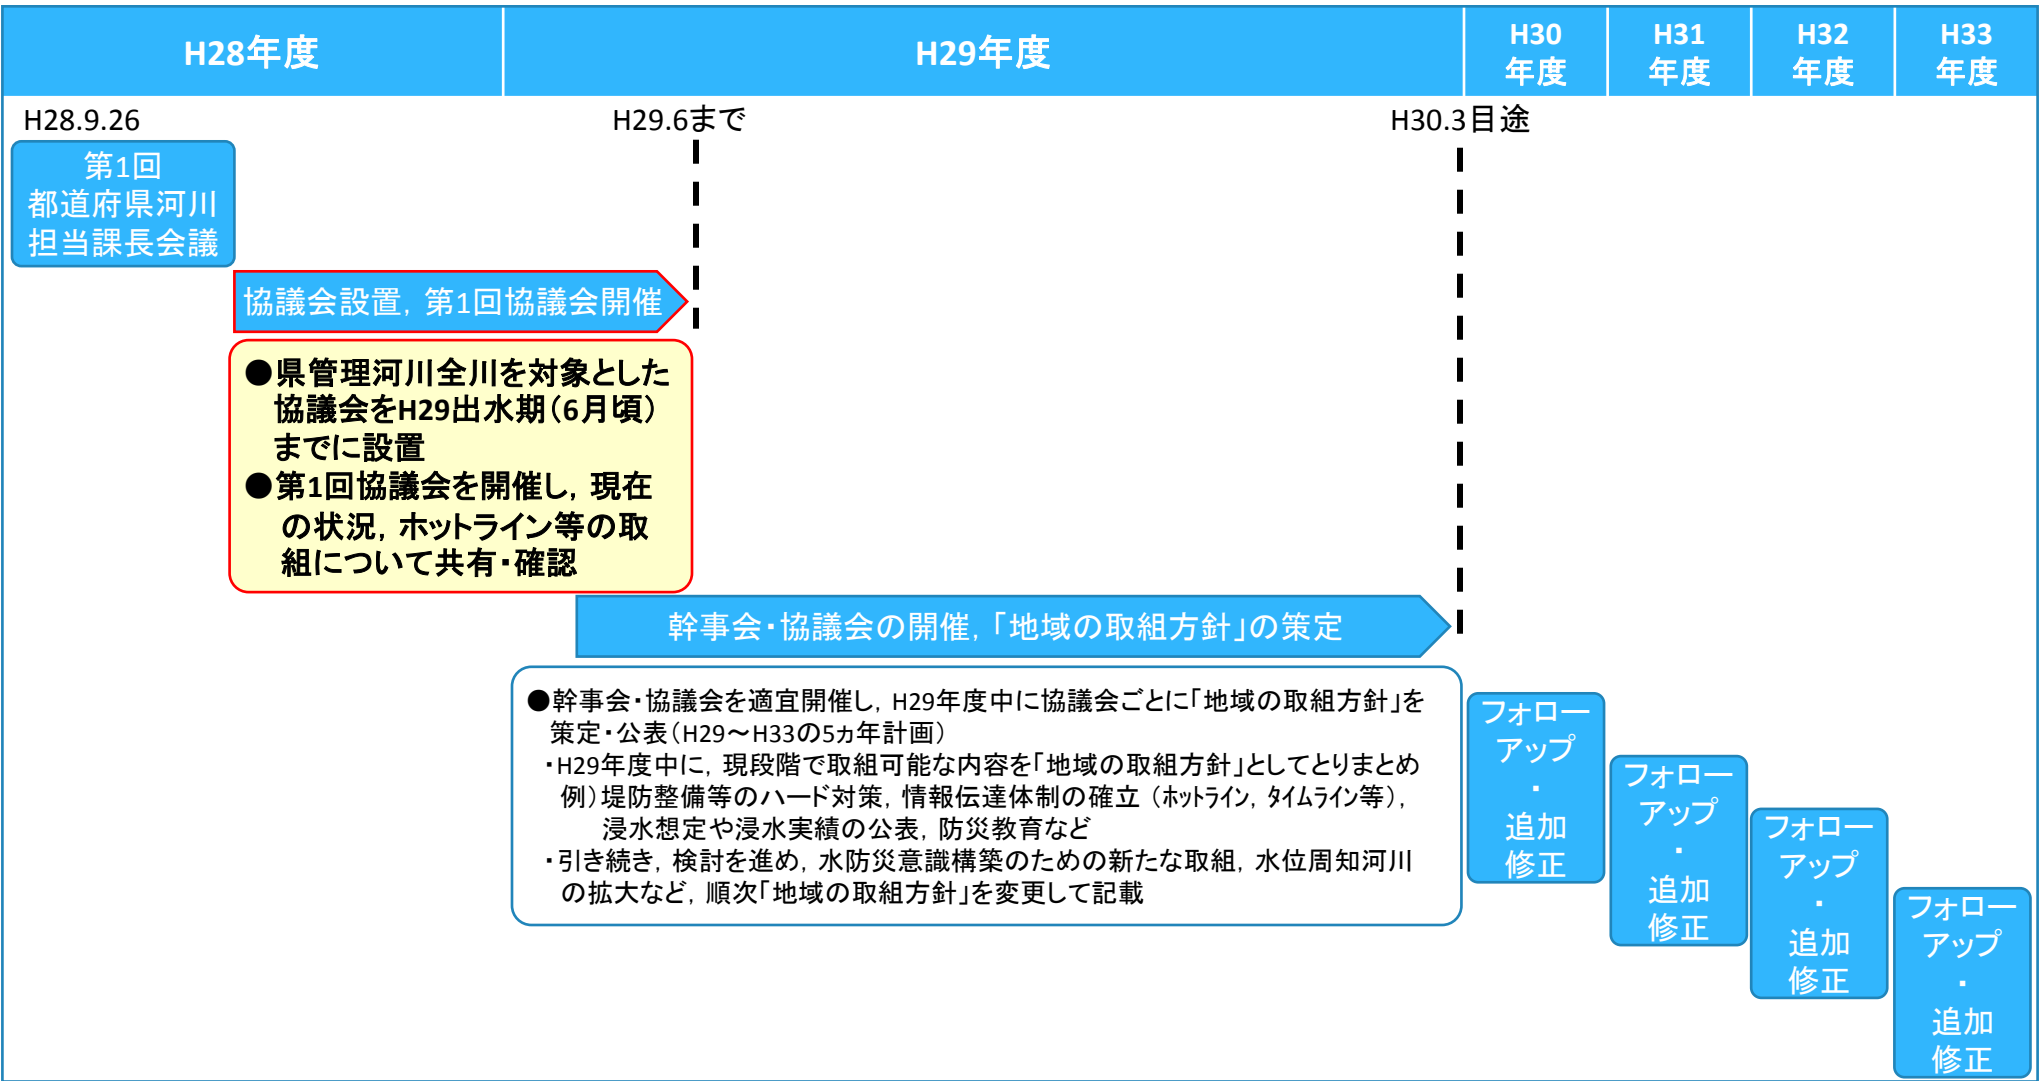 H28年度
H29年度
H30
年度
H31
年度
H32
年度
H33
年度
H28.9.26
H29.6まで
H30.3目途
第1回
都道府県河川
担当課長会議
協議会設置，第1回協議会開催
●県管理河川全川を対象とした
協議会をH29出水期（6月頃）
までに設置
●第1回協議会を開催し，現在
の状況，ホットライン等の取
組について共有・確認
幹事会・協議会の開催，「地域の取組方針」の策定
●幹事会・協議会を適宜開催し，H29年度中に協議会ごとに「地域の取組方針」を
策定・公表（H29～H33の5ヵ年計画）
・H29年度中に，現段階で取組可能な内容を「地域の取組方針」としてとりまとめ
例）堤防整備等のハード対策，情報伝達体制の確立（ﾎｯﾄﾗｲﾝ，ﾀｲﾑﾗｲﾝ等），
浸水想定や浸水実績の公表，防災教育など
・引き続き，検討を進め，水防災意識構築のための新たな取組，水位周知河川
の拡大など，順次「地域の取組方針」を変更して記載
フォロー
アップ
・
追加
修正
フォロー
アップ
・
追加
修正
フォロー
アップ
・
追加
修正
フォロー
アップ
・
追加
修正